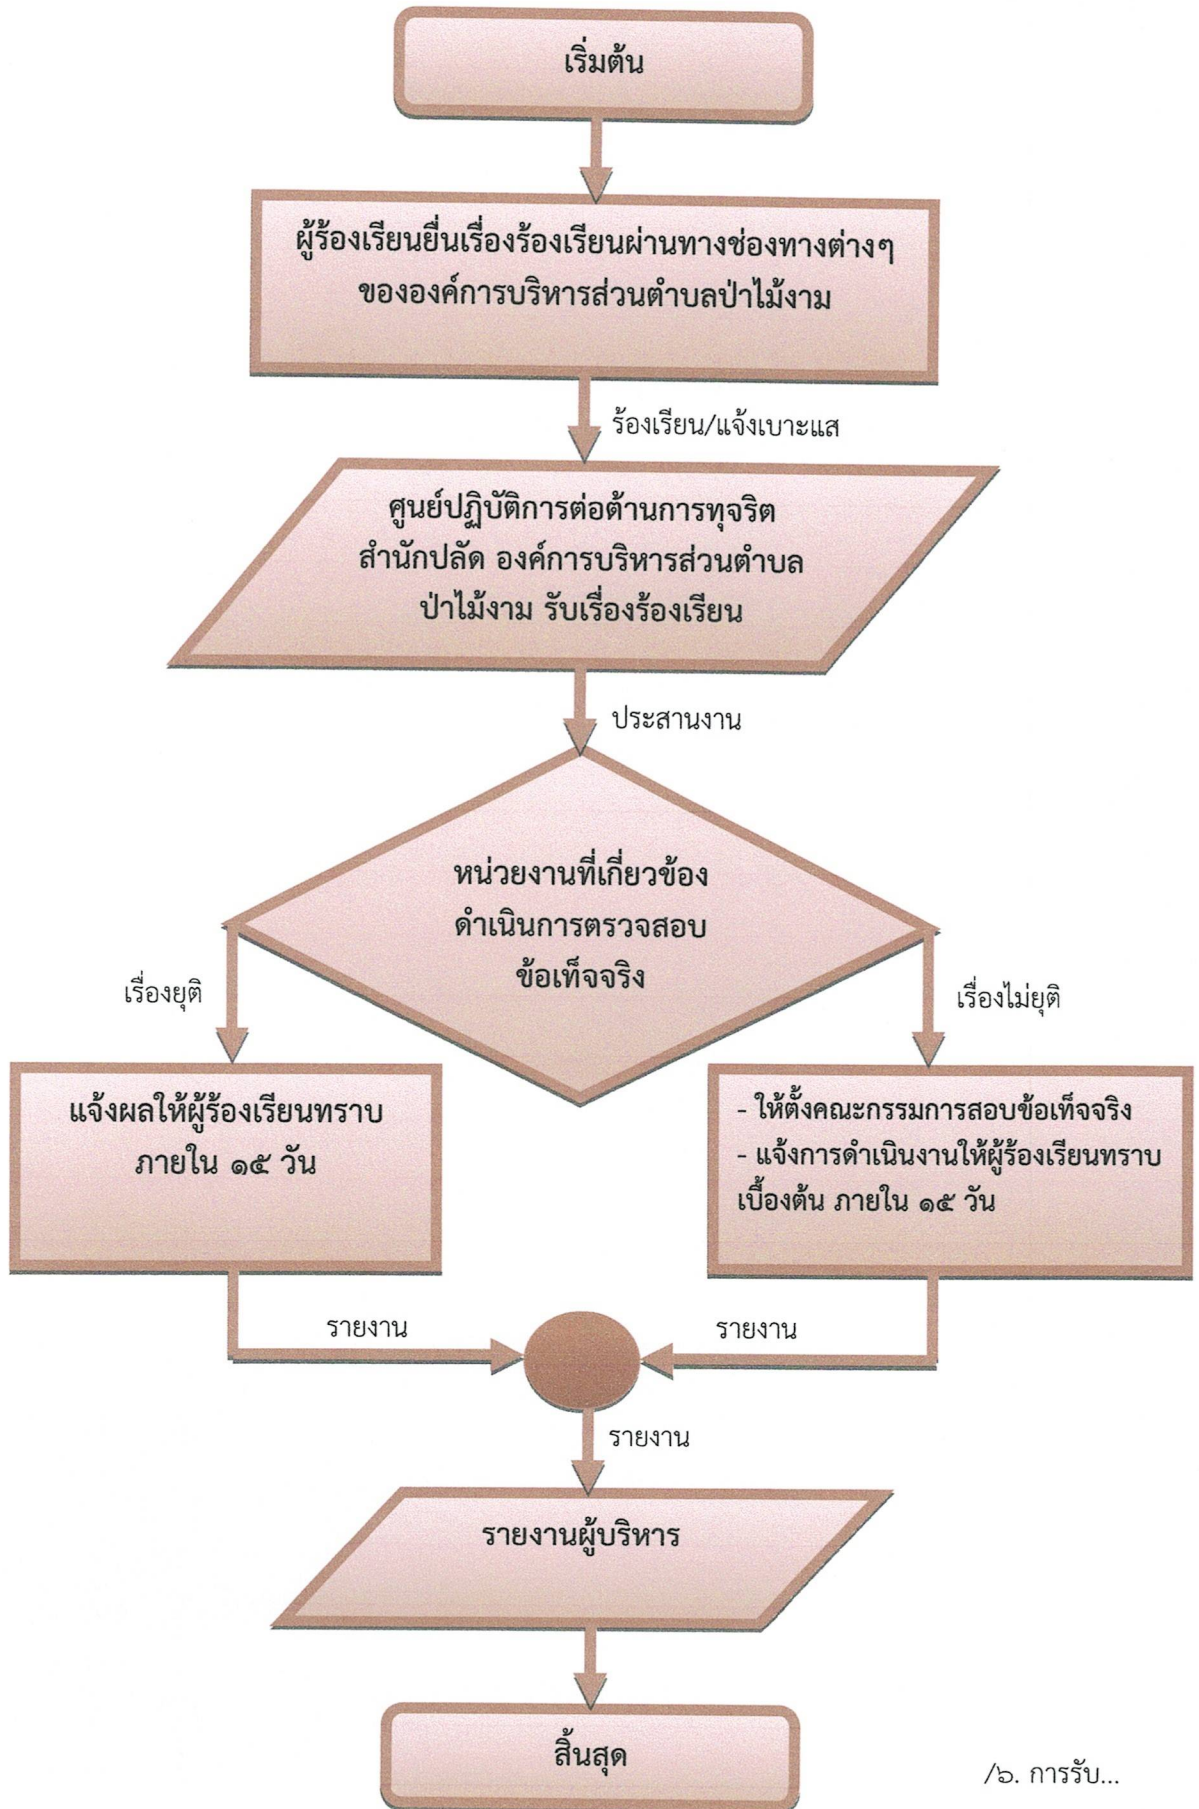 เริ่มต้น
ผู้ร้องเรียนยื่นเรื่องร้องเรียนผ่านทางช่องทางต่างๆ
ขององค์การบริหารส่วนตำบลป่าไม้งาม
ร้องเรียน/แจ้งเบาะแส
ศูนย์ปฏิบัติการต่อต้านการทุจริต
สำนักปลัด องค์การบริหารส่วนตำบล
ป่าไม้งาม รับเรื่องร้องเรียน
ประสานงาน
หน่วยงานที่เกี่ยวข้อง
ดำเนินการตรวจสอบ
ข้อเท็จจริง
เรื่องยุติ
เรื่องไม่ยุติ
แจ้งผลให้ผู้ร้องเรียนทราบ
ภายใน ๑๕ วัน
- ให้ตั้งคณะกรรมการสอบข้อเท็จจริง
- แจ้งการดำเนินงานให้ผู้ร้องเรียนทราบ
เบื้องต้น ภายใน ๑๕ วัน
รายงาน
รายงาน
รายงาน
รายงานผู้บริหาร
สิ้นสุด
/๖. การรับ...